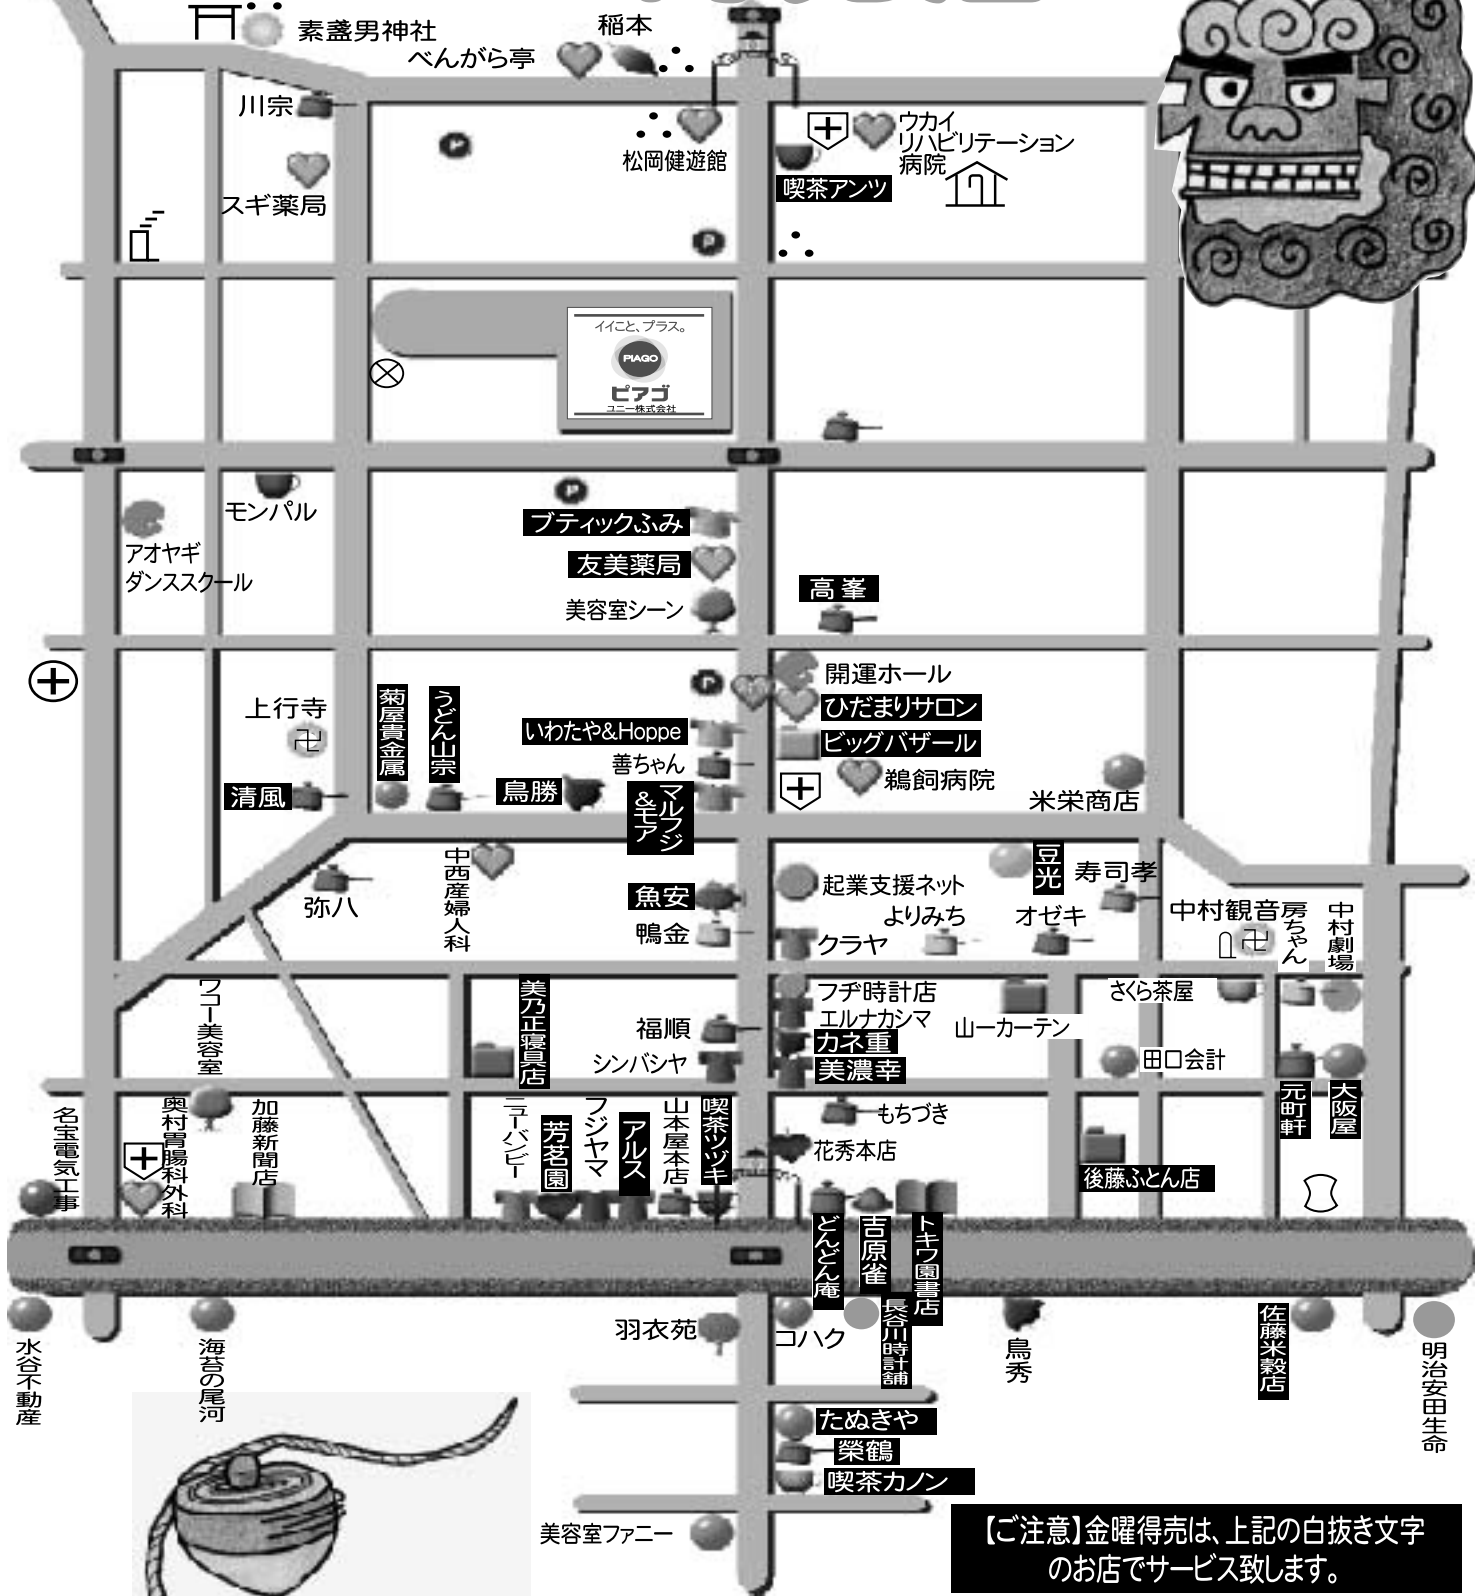 素盞男神社
稲本
べんがら亭
川宗
スギ薬局
松岡健遊館
ウカイ
リハビリテーション
病院
喫茶アンツ
P
P
イイこと、プラス。
PIAGO
ピアゴ
ユニー株式会社
モンパル
アオヤギ
ダンススクール
P
ブティックふみ
友美薬局
美容室シーン
高峯
開運ホール
ひだまりサロン
ビッグバザール
鵜飼病院
米栄商店
上行寺
清風
菊屋貴金属
うどん山宗
鳥勝
いわたや&Hoppe
善ちゃん
マルフジ
&モア
弥八
中西産婦人科
魚安
鴨金
起業支援ネット
よりみち
クラヤ
豆光
オゼキ
寿司孝
中村観音
房ちゃん
中村劇場
ワコー美容室
美乃正寝具店
福順
シンバシヤ
フヂ時計店
エルナカシマ
カネ重
美濃幸
山一カーテン
さくら茶屋
田口会計
元町軒
大阪屋
名宝電気工事
奥村胃腸科外科
加藤新聞店
ニューバンビー
芳茗園
フジヤマ
アルス
山本屋本店
喫茶ツヅキ
もちづき
花秀本店
後藤ふとん店
どんどん庵
吉原雀
トキワ園書店
長谷川時計舗
水谷不動産
海苔の尾河
羽衣苑
コハク
鳥秀
佐藤米穀店
明治安田生命
たぬきや
榮鶴
喫茶カノン
美容室ファニー
【ご注意】金曜得売は、上記の白抜き文字
のお店でサービス致します。